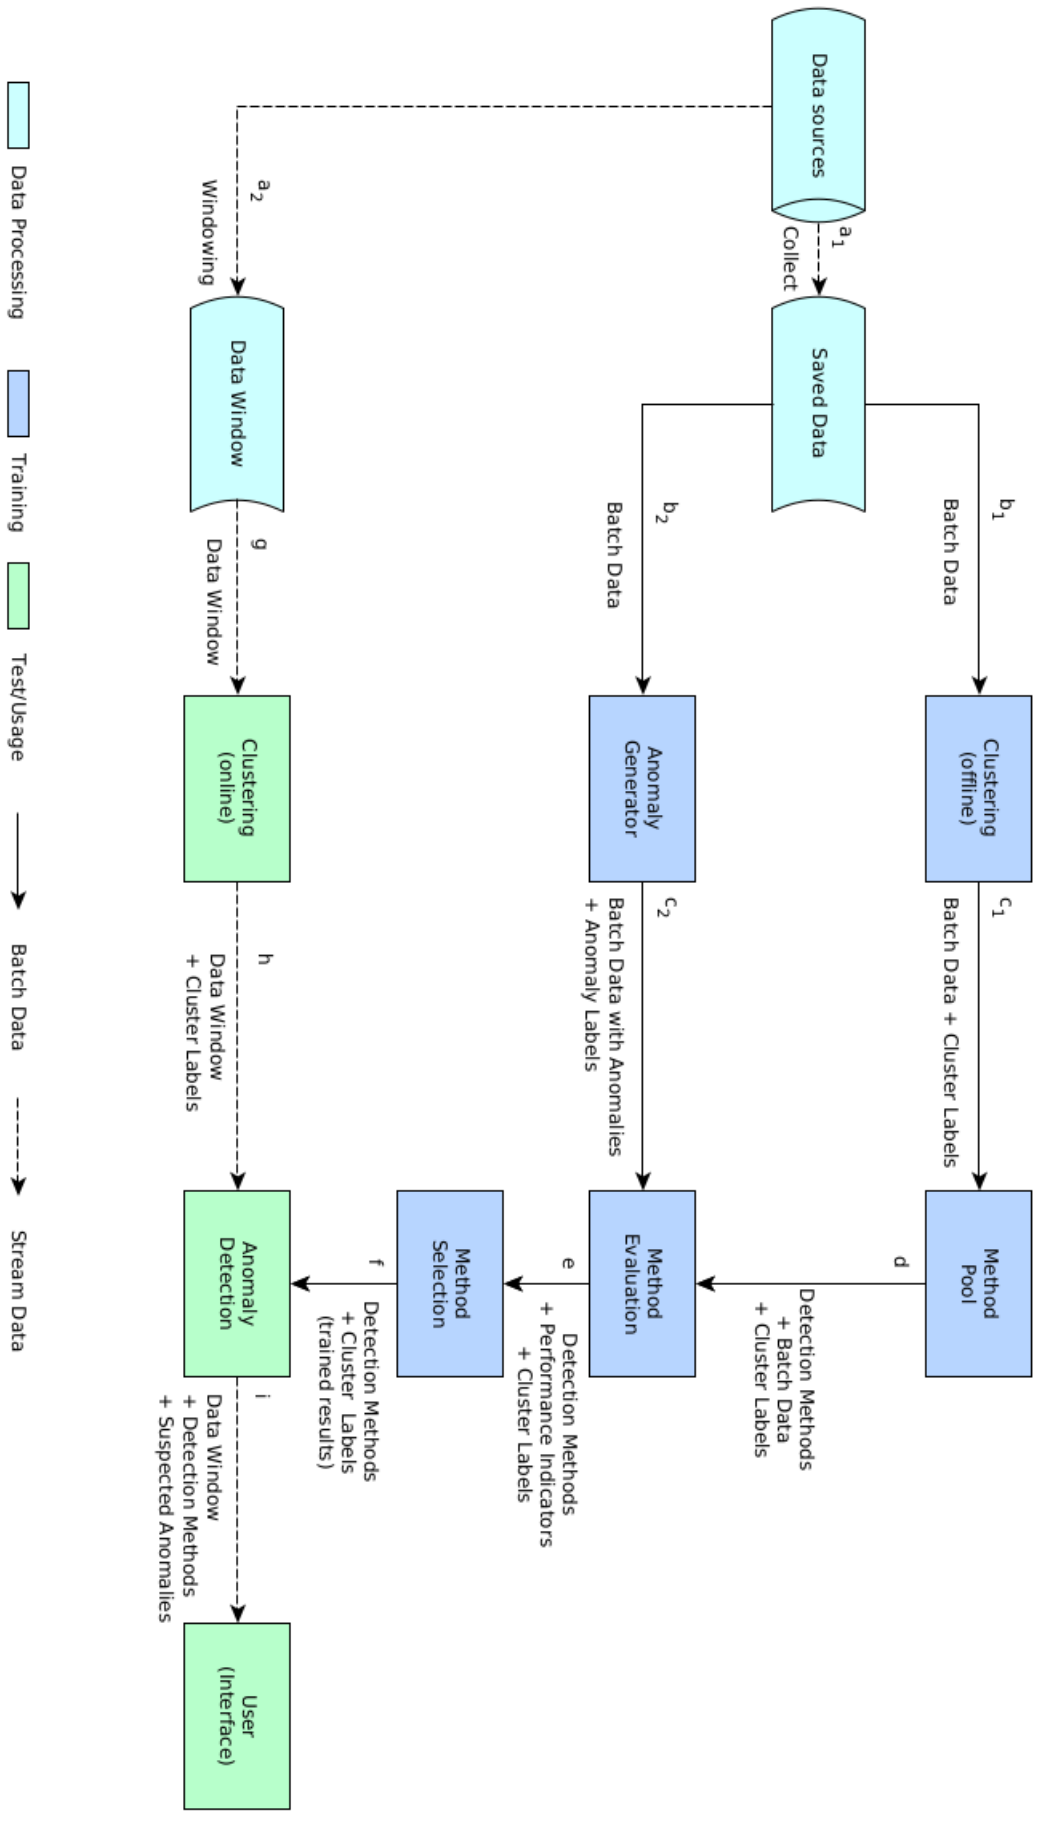 Data sources
a1
Collect
Saved Data
b1
Batch Data
Clustering
(offline)
c1
Batch Data + Cluster Labels
Method
Pool
d
Detection Methods
+ Batch Data
+ Cluster Labels
b2
Batch Data
Anomaly
Generator
c2
Batch Data with Anomalies
+ Anomaly Labels
Method
Evaluation
e
Detection Methods
+ Performance Indicators
+ Cluster Labels
Method
Selection
f
Detection Methods
+ Cluster Labels
(trained results)
a2
Windowing
Data Window
g
Data Window
Clustering
(online)
h
Data Window
+ Cluster Labels
Anomaly
Detection
i
Data Window
+ Detection Methods
+ Suspected Anomalies
User
(Interface)
Data Processing
Training
Test/Usage
Batch Data
Stream Data